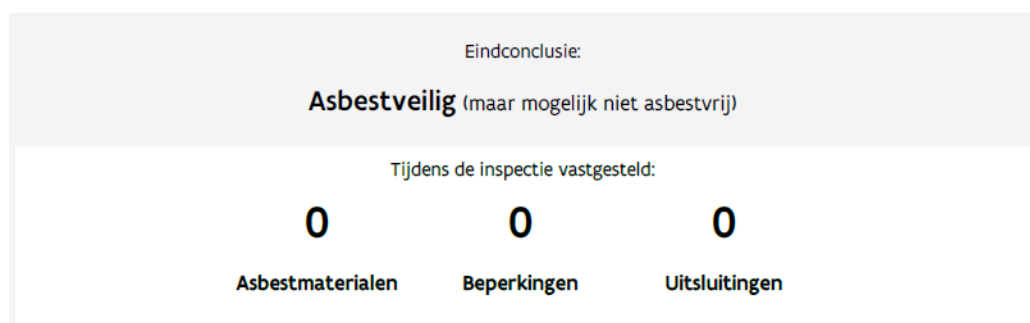 Eindconclusie:
Asbestveilig (maar mogelijk niet asbestvrij)
Tijdens de inspectie vastgesteld:
0 0 0
Asbestmaterialen Beperkingen Uitsluitingen